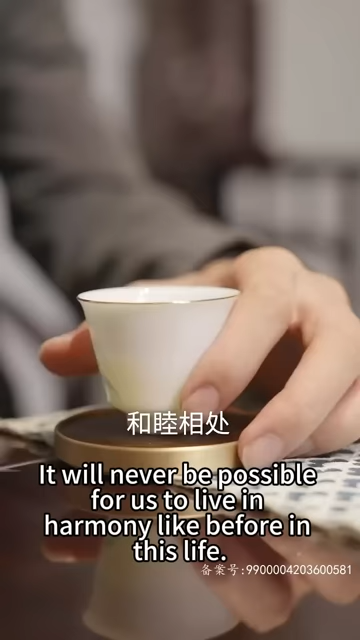 和睦相处
It will never be possible
for us to live in
harmony like before in
this life.
备案号:9900004203600581